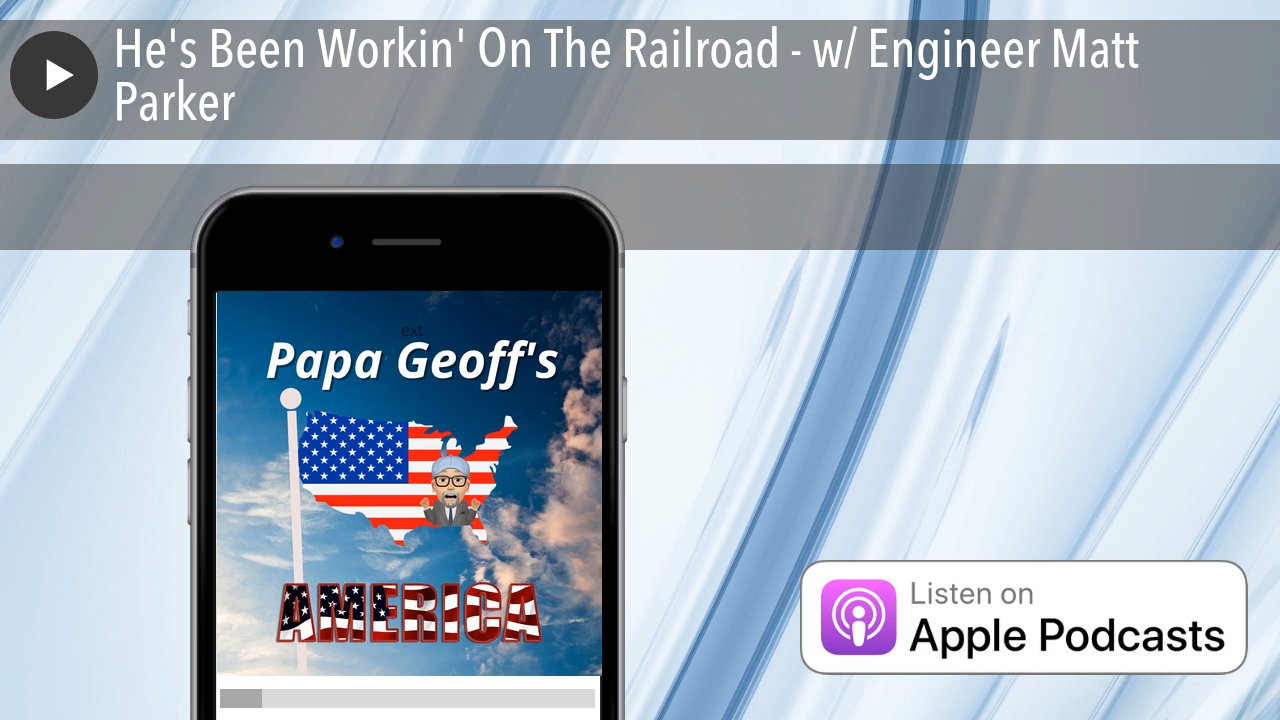 He's Been Workin' On The Railroad - w/ Engineer Matt
Parker
ext
Papa Geoff's
AMERICA
Listen on
Apple Podcasts